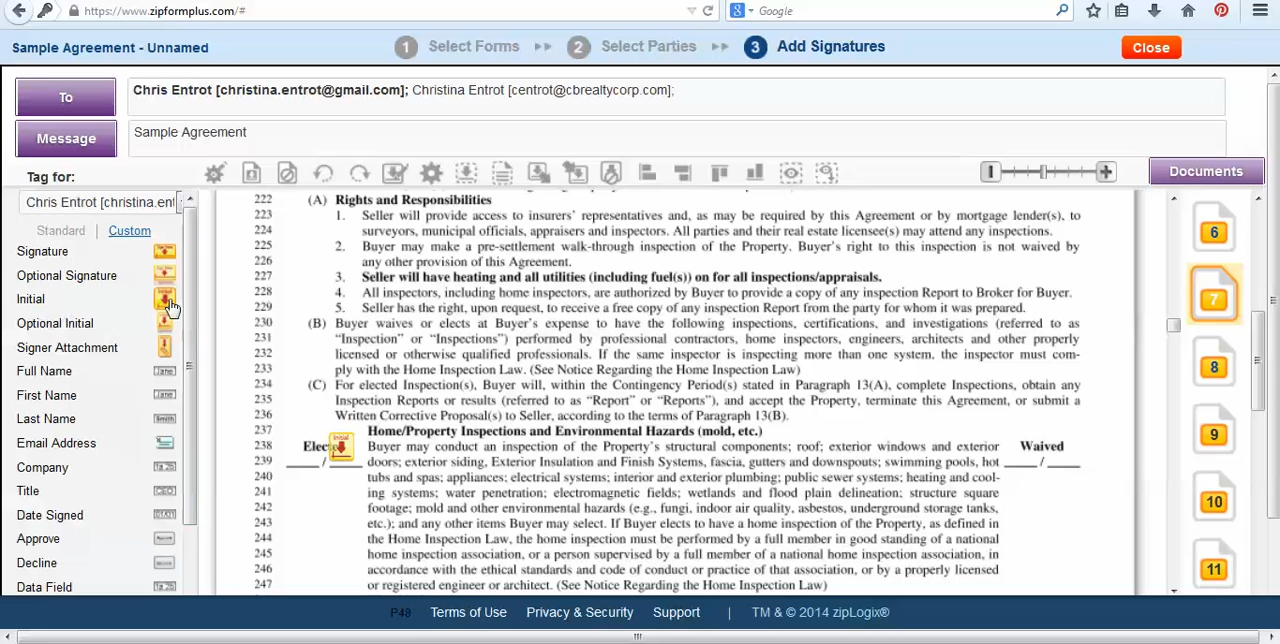 https://www.zipformplus.com/#
Google
Sample Agreement - Unnamed
1 Select Forms
2 Select Parties
3 Add Signatures
Close
To
Chris Entrot [christina.entrot@gmail.com]; Christina Entrot [centrot@cbrealtycorp.com];
Message
Sample Agreement
Tag for:
Documents
Chris Entrot [christina.ent
Standard | Custom
Signature
Optional Signature
Initial
Optional Initial
Signer Attachment
Full Name
First Name
Last Name
Email Address
Company
Title
Date Signed
Approve
Decline
Data Field
222 (A) Rights and Responsibilities
223 1. Seller will provide access to insurers' representatives and, as may be required by this Agreement or by mortgage lender(s), to
224 surveyors, municipal officials, appraisers and inspectors. All parties and their real estate licensee(s) may attend any inspections.
225 2. Buyer may make a pre-settlement walk-through inspection of the Property. Buyer's right to this inspection is not waived by
226 any other provision of this Agreement.
227 3. Seller will have heating and all utilities (including fuel(s)) on for all inspections/appraisals.
228 4. All inspectors, including home inspectors, are authorized by Buyer to provide a copy of any inspection Report to Broker for Buyer.
229 5. Seller has the right, upon request, to receive a free copy of any inspection Report from the party for whom it was prepared.
230 (B) Buyer waives or elects at Buyer's expense to have the following inspections, certifications, and investigations (referred to as
231 "Inspection" or "Inspections") performed by professional contractors, home inspectors, engineers, architects and other properly
232 licensed or otherwise qualified professionals. If the same inspector is inspecting more than one system, the inspector must com-
233 ply with the Home Inspection Law. (See Notice Regarding the Home Inspection Law)
234 (C) For elected Inspection(s), Buyer will, within the Contingency Period(s) stated in Paragraph 13(A), complete Inspections, obtain any
235 Inspection Reports or results (referred to as "Report" or "Reports"), and accept the Property, terminate this Agreement, or submit a
236 Written Corrective Proposal(s) to Seller, according to the terms of Paragraph 13(B).
237 Home/Property Inspections and Environmental Hazards (mold, etc.)
238 Elect Initial Buyer may conduct an inspection of the Property's structural components; roof; exterior windows and exterior Waived
239 ____ / ____ doors; exterior siding, Exterior Insulation and Finish Systems, fascia, gutters and downspouts; swimming pools, hot ____ / ____
240 tubs and spas; appliances; electrical systems; interior and exterior plumbing; public sewer systems; heating and cool-
241 ing systems; water penetration; electromagnetic fields; wetlands and flood plain delineation; structure square
242 footage; mold and other environmental hazards (e.g., fungi, indoor air quality, asbestos, underground storage tanks,
243 etc.); and any other items Buyer may select. If Buyer elects to have a home inspection of the Property, as defined in
244 the Home Inspection Law, the home inspection must be performed by a full member in good standing of a national
245 home inspection association, or a person supervised by a full member of a national home inspection association, in
246 accordance with the ethical standards and code of conduct or practice of that association, or by a properly licensed
247 or registered engineer or architect. (See Notice Regarding the Home Inspection Law)
6
7
8
9
10
11
P48 Terms of Use Privacy & Security Support | TM & © 2014 zipLogix®